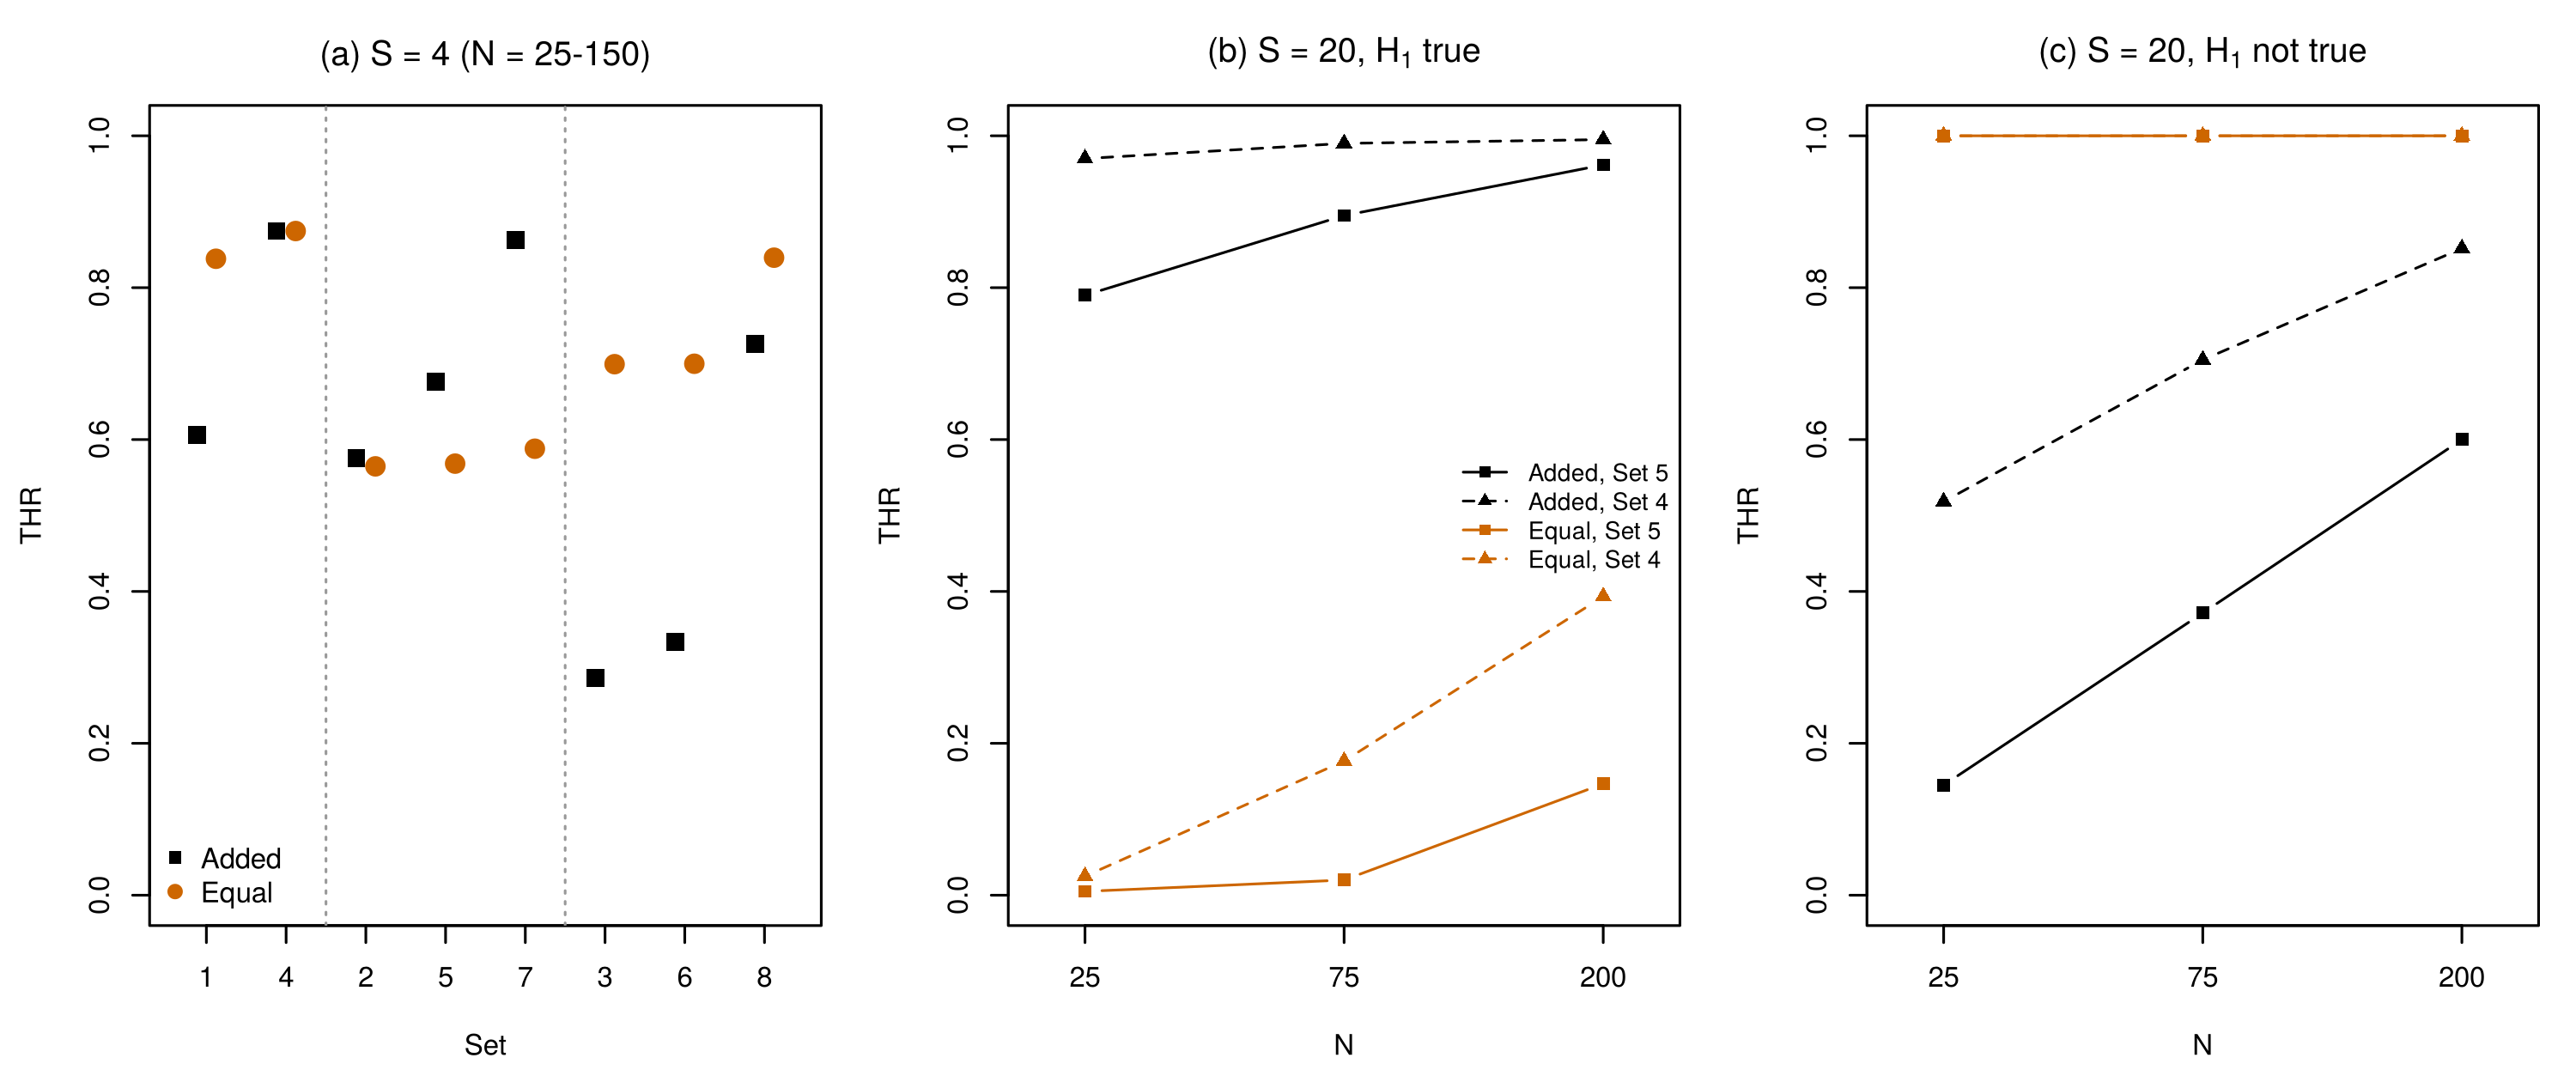 (a) S = 4 (N = 25-150)
THR
1.0
0.8
0.6
0.4
0.2
0.0
Added
Equal
1 4 2 5 7 3 6 8
Set
(b) S = 20, H₁ true
THR
1.0
0.8
0.6
0.4
0.2
0.0
Added, Set 5
Added, Set 4
Equal, Set 5
Equal, Set 4
25 75 200
N
(c) S = 20, H₁ not true
THR
1.0
0.8
0.6
0.4
0.2
0.0
25 75 200
N